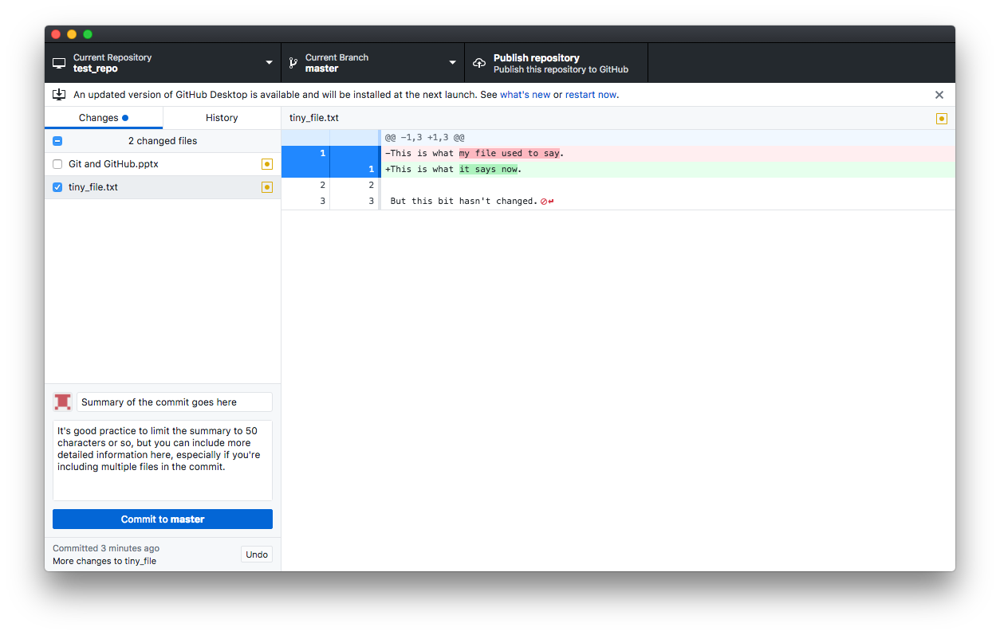 Current Repository
test_repo
Current Branch
master
Publish repository
Publish this repository to GitHub
An updated version of GitHub Desktop is available and will be installed at the next launch. See what's new or restart now.
Changes
History
tiny_file.txt
2 changed files
Git and GitHub.pptx
tiny_file.txt
@@ -1,3 +1,3 @@
1 -This is what my file used to say.
1 +This is what it says now.
2 2
3 3 But this bit hasn't changed.
Summary of the commit goes here
It's good practice to limit the summary to 50
characters or so, but you can include more
detailed information here, especially if you're
including multiple files in the commit.
Commit to master
Committed 3 minutes ago
More changes to tiny_file
Undo